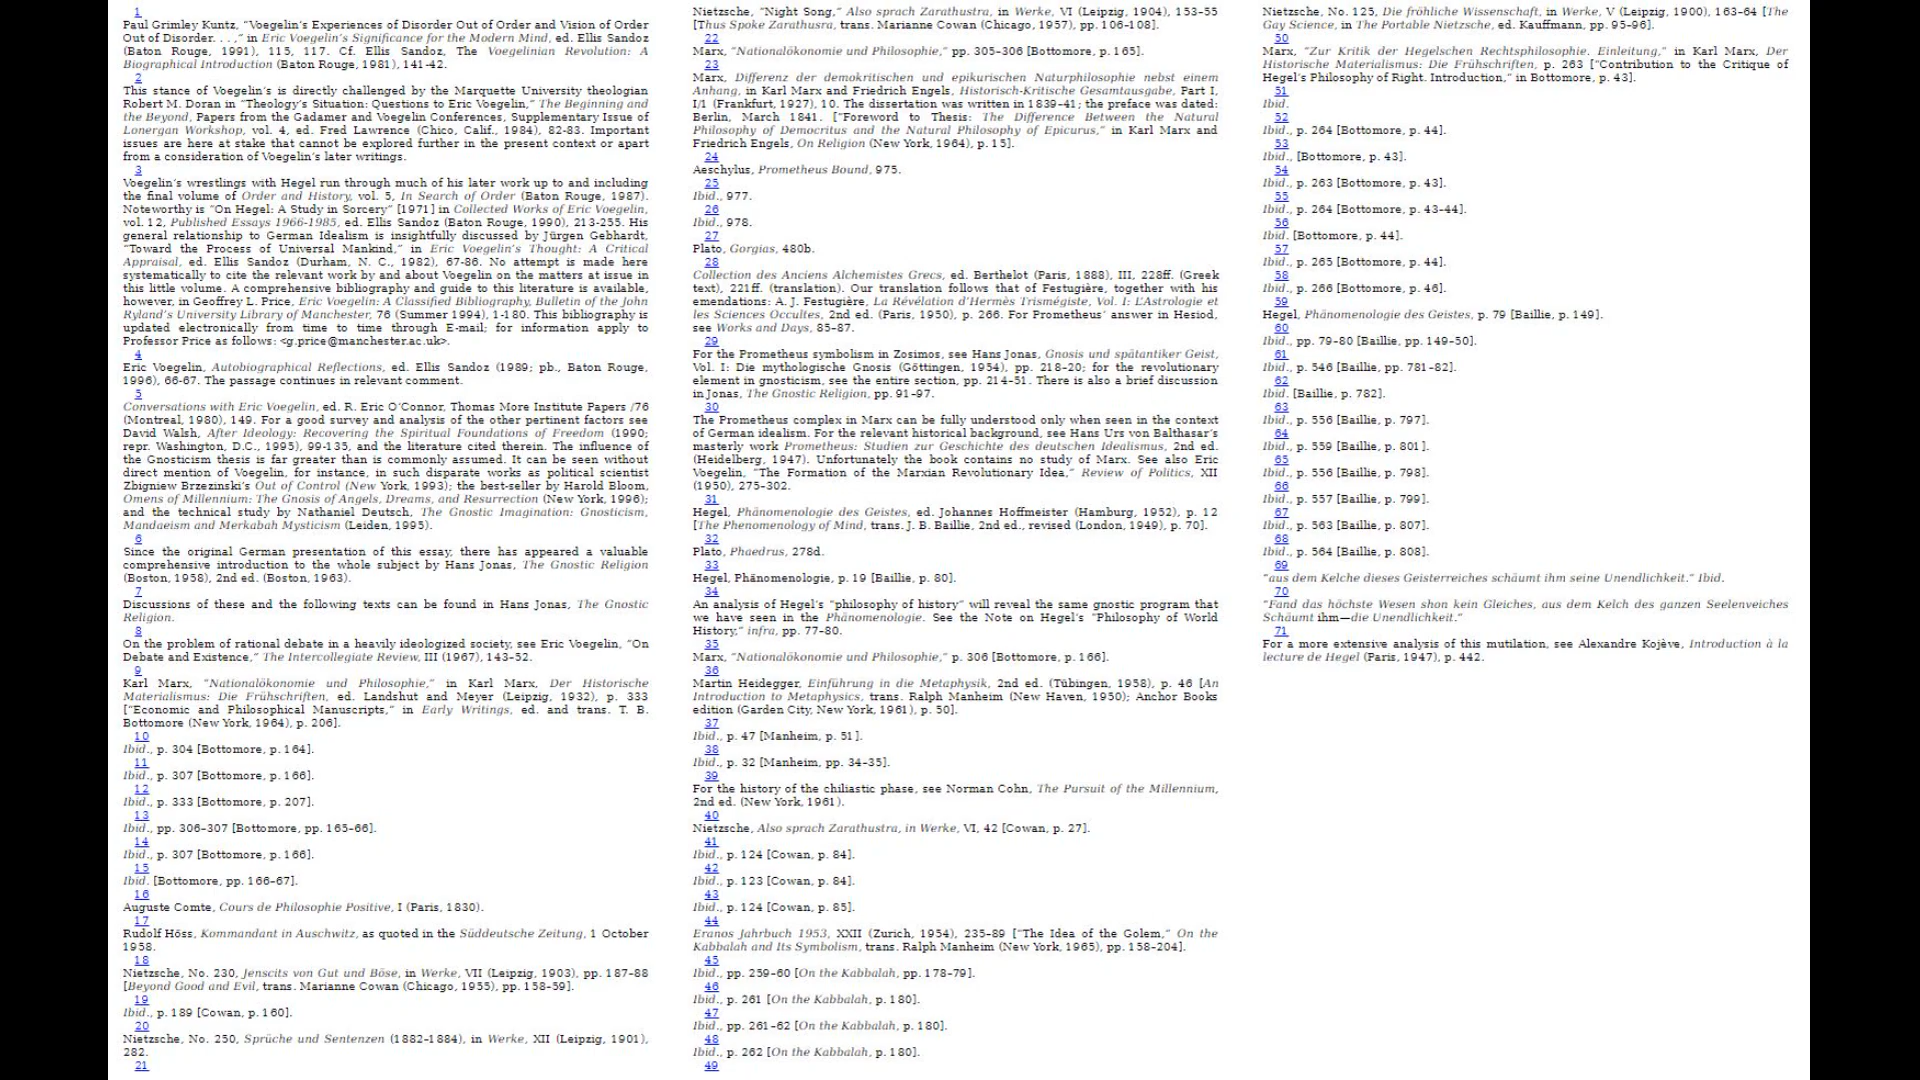 1
Paul Grimley Kuntz, “Voegelin’s Experiences of Disorder Out of Order and Vision of Order
Out of Disorder. . . ,” in Eric Voegelin’s Significance for the Modern Mind, ed. Ellis Sandoz
(Baton Rouge, 1991), 115, 117. Cf. Ellis Sandoz, The Voegelinian Revolution: A
Biographical Introduction (Baton Rouge, 1981), 141-42.
2
This stance of Voegelin’s is directly challenged by the Marquette University theologian
Robert M. Doran in “Theology’s Situation: Questions to Eric Voegelin,” The Beginning and
the Beyond, Papers from the Gadamer and Voegelin Conferences, Supplementary Issue of
Lonergan Workshop, vol. 4, ed. Fred Lawrence (Chico, Calif., 1984), 82-83. Important
issues are here at stake that cannot be explored further in the present context or apart
from a consideration of Voegelin’s later writings.
3
Voegelin’s wrestlings with Hegel run through much of his later work up to and including
the final volume of Order and History, vol. 5, In Search of Order (Baton Rouge, 1987).
Noteworthy is “On Hegel: A Study in Sorcery” [1971] in Collected Works of Eric Voegelin,
vol. 12, Published Essays 1966-1985, ed. Ellis Sandoz (Baton Rouge, 1990), 213-255. His
general relationship to German Idealism is insightfully discussed by Jürgen Gebhardt,
“Toward the Process of Universal Mankind,” in Eric Voegelin’s Thought: A Critical
Appraisal, ed. Ellis Sandoz (Durham, N. C., 1982), 67-86. No attempt is made here
systematically to cite the relevant work by and about Voegelin on the matters at issue in
this little volume. A comprehensive bibliography and guide to this literature is available,
however, in Geoffrey L. Price, Eric Voegelin: A Classified Bibliography, Bulletin of the John
Ryland’s University Library of Manchester, 76 (Summer 1994), 1-180. This bibliography is
updated electronically from time to time through E-mail; for information apply to
Professor Price as follows: <g.price@manchester.ac.uk>.
4
Eric Voegelin, Autobiographical Reflections, ed. Ellis Sandoz (1989; pb., Baton Rouge,
1996), 66-67. The passage continues in relevant comment.
5
Conversations with Eric Voegelin, ed. R. Eric O’Connor, Thomas More Institute Papers /76
(Montreal, 1980), 149. For a good survey and analysis of the other pertinent factors see
David Walsh, After Ideology: Recovering the Spiritual Foundations of Freedom (1990;
repr. Washington, D.C., 1995), 99-135, and the literature cited therein. The influence of
the Gnosticism thesis is far greater than is commonly assumed. It can be seen without
direct mention of Voegelin, for instance, in such disparate works as political scientist
Zbigniew Brzezinski’s Out of Control (New York, 1993); the best-seller by Harold Bloom,
Omens of Millennium: The Gnosis of Angels, Dreams, and Resurrection (New York, 1996);
and the technical study by Nathaniel Deutsch, The Gnostic Imagination: Gnosticism,
Mandaeism and Merkabah Mysticism (Leiden, 1995).
6
Since the original German presentation of this essay, there has appeared a valuable
comprehensive introduction to the whole subject by Hans Jonas, The Gnostic Religion
(Boston, 1958), 2nd ed. (Boston, 1963).
7
Discussions of these and the following texts can be found in Hans Jonas, The Gnostic
Religion.
8
On the problem of rational debate in a heavily ideologized society, see Eric Voegelin, “On
Debate and Existence,” The Intercollegiate Review, III (1967), 143–52.
9
Karl Marx, “Nationalökonomie und Philosophie,” in Karl Marx, Der Historische
Materialismus: Die Frühschriften, ed. Landshut and Meyer (Leipzig, 1932), p. 333
[“Economic and Philosophical Manuscripts,” in Early Writings, ed. and trans. T. B.
Bottomore (New York, 1964), p. 206].
10
Ibid., p. 304 [Bottomore, p. 164].
11
Ibid., p. 307 [Bottomore, p. 166].
12
Ibid., p. 333 [Bottomore, p. 207].
13
Ibid., pp. 306–307 [Bottomore, pp. 165–66].
14
Ibid., p. 307 [Bottomore, p. 166].
15
Ibid. [Bottomore, pp. 166–67].
16
Auguste Comte, Cours de Philosophie Positive, I (Paris, 1830).
17
Rudolf Höss, Kommandant in Auschwitz, as quoted in the Süddeutsche Zeitung, 1 October
1958.
18
Nietzsche, No. 230, Jenscits von Gut und Böse, in Werke, VII (Leipzig, 1903), pp. 187–88
[Beyond Good and Evil, trans. Marianne Cowan (Chicago, 1955), pp. 158–59].
19
Ibid., p. 189 [Cowan, p. 160].
20
Nietzsche, No. 250, Sprüche und Sentenzen (1882–1884), in Werke, XII (Leipzig, 1901),
282.
21
Nietzsche, “Night Song,” Also sprach Zarathustra, in Werke, VI (Leipzig, 1904), 153–55
[Thus Spoke Zarathusra, trans. Marianne Cowan (Chicago, 1957), pp. 106–108].
22
Marx, “Nationalökonomie und Philosophie,” pp. 305–306 [Bottomore, p. 165].
23
Marx, Differenz der demokritischen und epikurischen Naturphilosophie nebst einem
Anhang, in Karl Marx and Friedrich Engels, Historisch-Kritische Gesamtausgabe, Part I,
I/1 (Frankfurt, 1927), 10. The dissertation was written in 1839–41; the preface was dated:
Berlin, March 1841. [“Foreword to Thesis: The Difference Between the Natural
Philosophy of Democritus and the Natural Philosophy of Epicurus,” in Karl Marx and
Friedrich Engels, On Religion (New York, 1964), p. 15].
24
Aeschylus, Prometheus Bound, 975.
25
Ibid., 977.
26
Ibid., 978.
27
Plato, Gorgias, 480b.
28
Collection des Anciens Alchemistes Grecs, ed. Berthelot (Paris, 1888), III, 228ff. (Greek
text), 221ff. (translation). Our translation follows that of Festugière, together with his
emendations: A. J. Festugière, La Révélation d’Hermès Trismégiste, Vol. I: L’Astrologie et
les Sciences Occultes, 2nd ed. (Paris, 1950), p. 266. For Prometheus’ answer in Hesiod,
see Works and Days, 85–87.
29
For the Prometheus symbolism in Zosimos, see Hans Jonas, Gnosis und spätantiker Geist,
Vol. I: Die mythologische Gnosis (Göttingen, 1954), pp. 218–20; for the revolutionary
element in gnosticism, see the entire section, pp. 214–51. There is also a brief discussion
in Jonas, The Gnostic Religion, pp. 91–97.
30
The Prometheus complex in Marx can be fully understood only when seen in the context
of German idealism. For the relevant historical background, see Hans Urs von Balthasar’s
masterly work Prometheus: Studien zur Geschichte des deutschen Idealismus, 2nd ed.
(Heidelberg, 1947). Unfortunately the book contains no study of Marx. See also Eric
Voegelin, “The Formation of the Marxian Revolutionary Idea,” Review of Politics, XII
(1950), 275–302.
31
Hegel, Phänomenologie des Geistes, ed. Johannes Hoffmeister (Hamburg, 1952), p. 12
[The Phenomenology of Mind, trans. J. B. Baillie, 2nd ed., revised (London, 1949), p. 70].
32
Plato, Phaedrus, 278d.
33
Hegel, Phänomenologie, p. 19 [Baillie, p. 80].
34
An analysis of Hegel’s “philosophy of history” will reveal the same gnostic program that
we have seen in the Phänomenologie. See the Note on Hegel’s “Philosophy of World
History,” infra, pp. 77–80.
35
Marx, “Nationalökonomie und Philosophie,” p. 306 [Bottomore, p. 166].
36
Martin Heidegger, Einführung in die Metaphysik, 2nd ed. (Tübingen, 1958), p. 46 [An
Introduction to Metaphysics, trans. Ralph Manheim (New Haven, 1950); Anchor Books
edition (Garden City, New York, 1961), p. 50].
37
Ibid., p. 47 [Manheim, p. 51].
38
Ibid., p. 32 [Manheim, pp. 34–35].
39
For the history of the chiliastic phase, see Norman Cohn, The Pursuit of the Millennium,
2nd ed. (New York, 1961).
40
Nietzsche, Also sprach Zarathustra, in Werke, VI, 42 [Cowan, p. 27].
41
Ibid., p. 124 [Cowan, p. 84].
42
Ibid., p. 123 [Cowan, p. 84].
43
Ibid., p. 124 [Cowan, p. 85].
44
Eranos Jahrbuch 1953, XXII (Zurich, 1954), 235–89 [“The Idea of the Golem,” On the
Kabbalah and Its Symbolism, trans. Ralph Manheim (New York, 1965), pp. 158–204].
45
Ibid., pp. 259–60 [On the Kabbalah, pp. 178–79].
46
Ibid., p. 261 [On the Kabbalah, p. 180].
47
Ibid., pp. 261–62 [On the Kabbalah, p. 180].
48
Ibid., p. 262 [On the Kabbalah, p. 180].
49
Nietzsche, No. 125, Die fröhliche Wissenschaft, in Werke, V (Leipzig, 1900), 163–64 [The
Gay Science, in The Portable Nietzsche, ed. Kauffmann, pp. 95–96].
50
Marx, “Zur Kritik der Hegelschen Rechtsphilosophie. Einleitung,” in Karl Marx, Der
Historische Materialismus: Die Frühschriften, p. 263 [“Contribution to the Critique of
Hegel’s Philosophy of Right. Introduction,” in Bottomore, p. 43].
51
Ibid.
52
Ibid., p. 264 [Bottomore, p. 44].
53
Ibid., [Bottomore, p. 43].
54
Ibid., p. 263 [Bottomore, p. 43].
55
Ibid., p. 264 [Bottomore, p. 43–44].
56
Ibid. [Bottomore, p. 44].
57
Ibid., p. 265 [Bottomore, p. 44].
58
Ibid., p. 266 [Bottomore, p. 46].
59
Hegel, Phänomenologie des Geistes, p. 79 [Baillie, p. 149].
60
Ibid., pp. 79–80 [Baillie, pp. 149–50].
61
Ibid., p. 546 [Baillie, pp. 781–82].
62
Ibid. [Baillie, p. 782].
63
Ibid., p. 556 [Baillie, p. 797].
64
Ibid., p. 559 [Baillie, p. 801].
65
Ibid., p. 556 [Baillie, p. 798].
66
Ibid., p. 557 [Baillie, p. 799].
67
Ibid., p. 563 [Baillie, p. 807].
68
Ibid., p. 564 [Baillie, p. 808].
69
“aus dem Kelche dieses Geisterreiches schäumt ihm seine Unendlichkeit.” Ibid.
70
“Fand das höchste Wesen shon kein Gleiches, aus dem Kelch des ganzen Seelenveiches
Schäumt ihm—die Unendlichkeit.”
71
For a more extensive analysis of this mutilation, see Alexandre Kojève, Introduction à la
lecture de Hegel (Paris, 1947), p. 442.